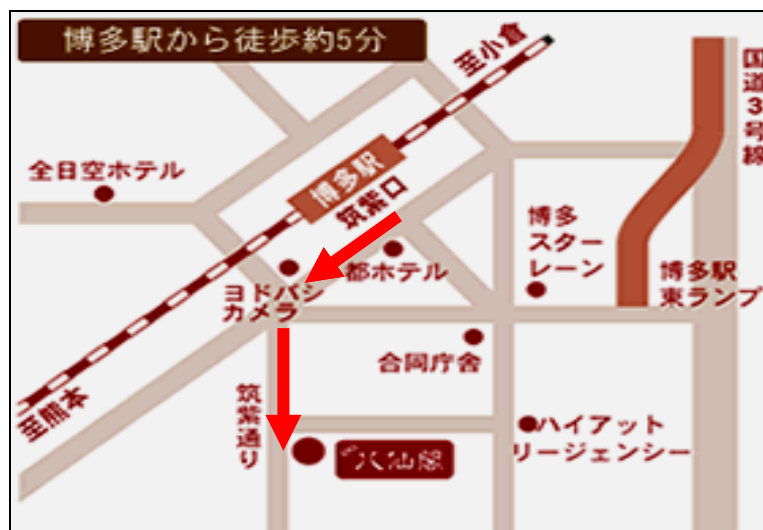 博多駅から徒歩約5分
至小倉
国道3号線
全日空ホテル
博多駅
筑紫口
博多
スター
レーン
都ホテル
ヨドバシ
カメラ
博多駅
東ランプ
合同庁舎
至熊本
筑紫通り
ハイアット
リージェンシー
八仙閣